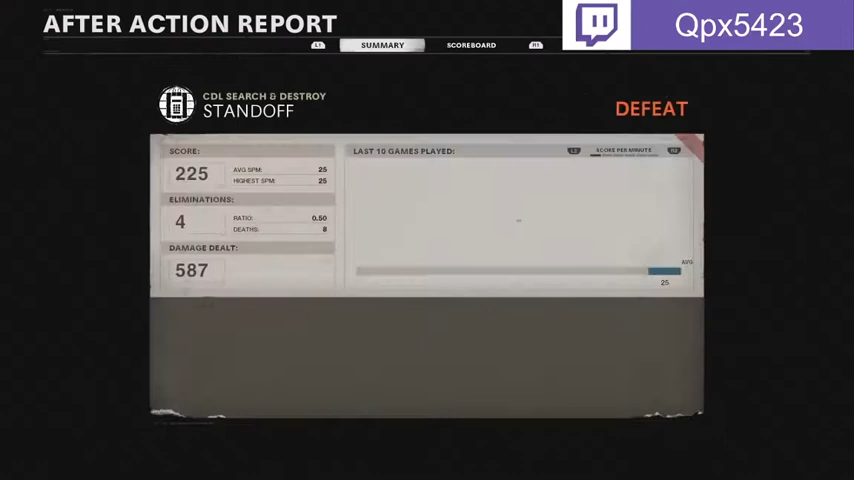 AFTER ACTION REPORT
Qpx5423
L1 SUMMARY SCOREBOARD R1
CDL SEARCH & DESTROY
STANDOFF
DEFEAT
SCORE:
225
AVG SPM: 25
HIGHEST SPM: 25
ELIMINATIONS:
4
RATIO: 0.50
DEATHS: 8
DAMAGE DEALT:
587
LAST 10 GAMES PLAYED:
SCORE PER MINUTE
AVG
25